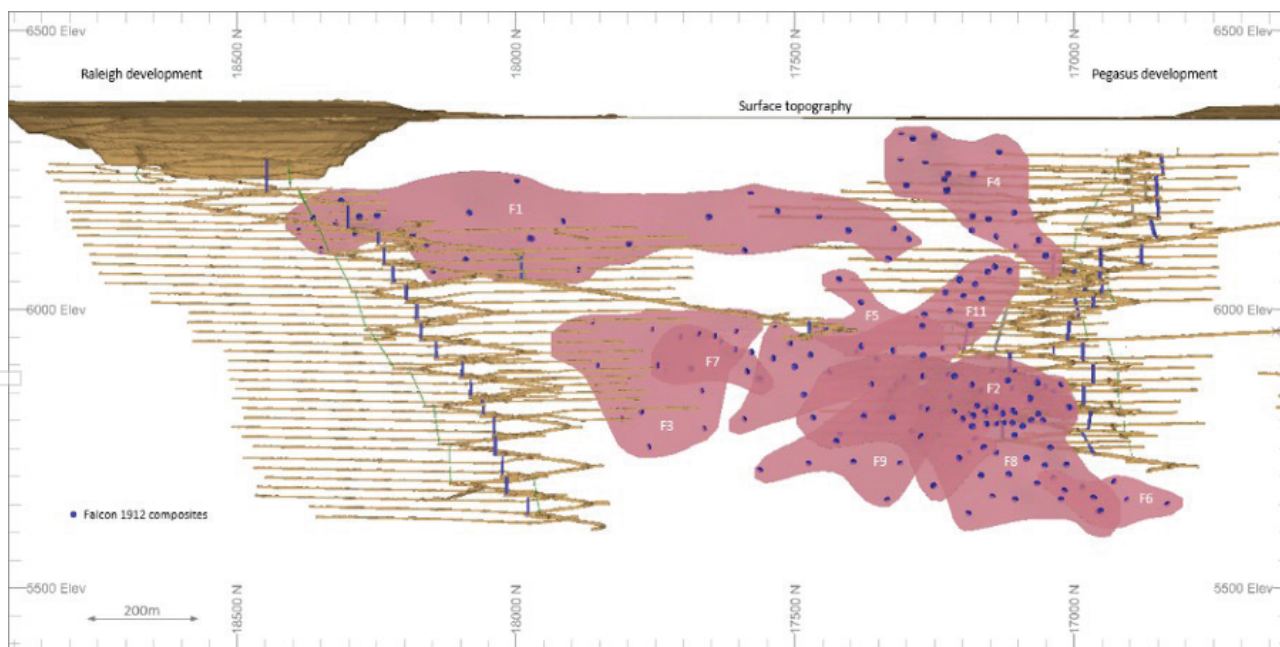 6500 Elev
18500 N
18000 N
17500 N
17000 N
6500 Elev
Raleigh development
Pegasus development
Surface topography
F4
F1
6000 Elev
F5
F11
6000 Elev
F7
F2
F3
F9
F8
F6
Falcon 1912 composites
5500 Elev
18500 N
18000 N
17500 N
17000 N
5500 Elev
200m